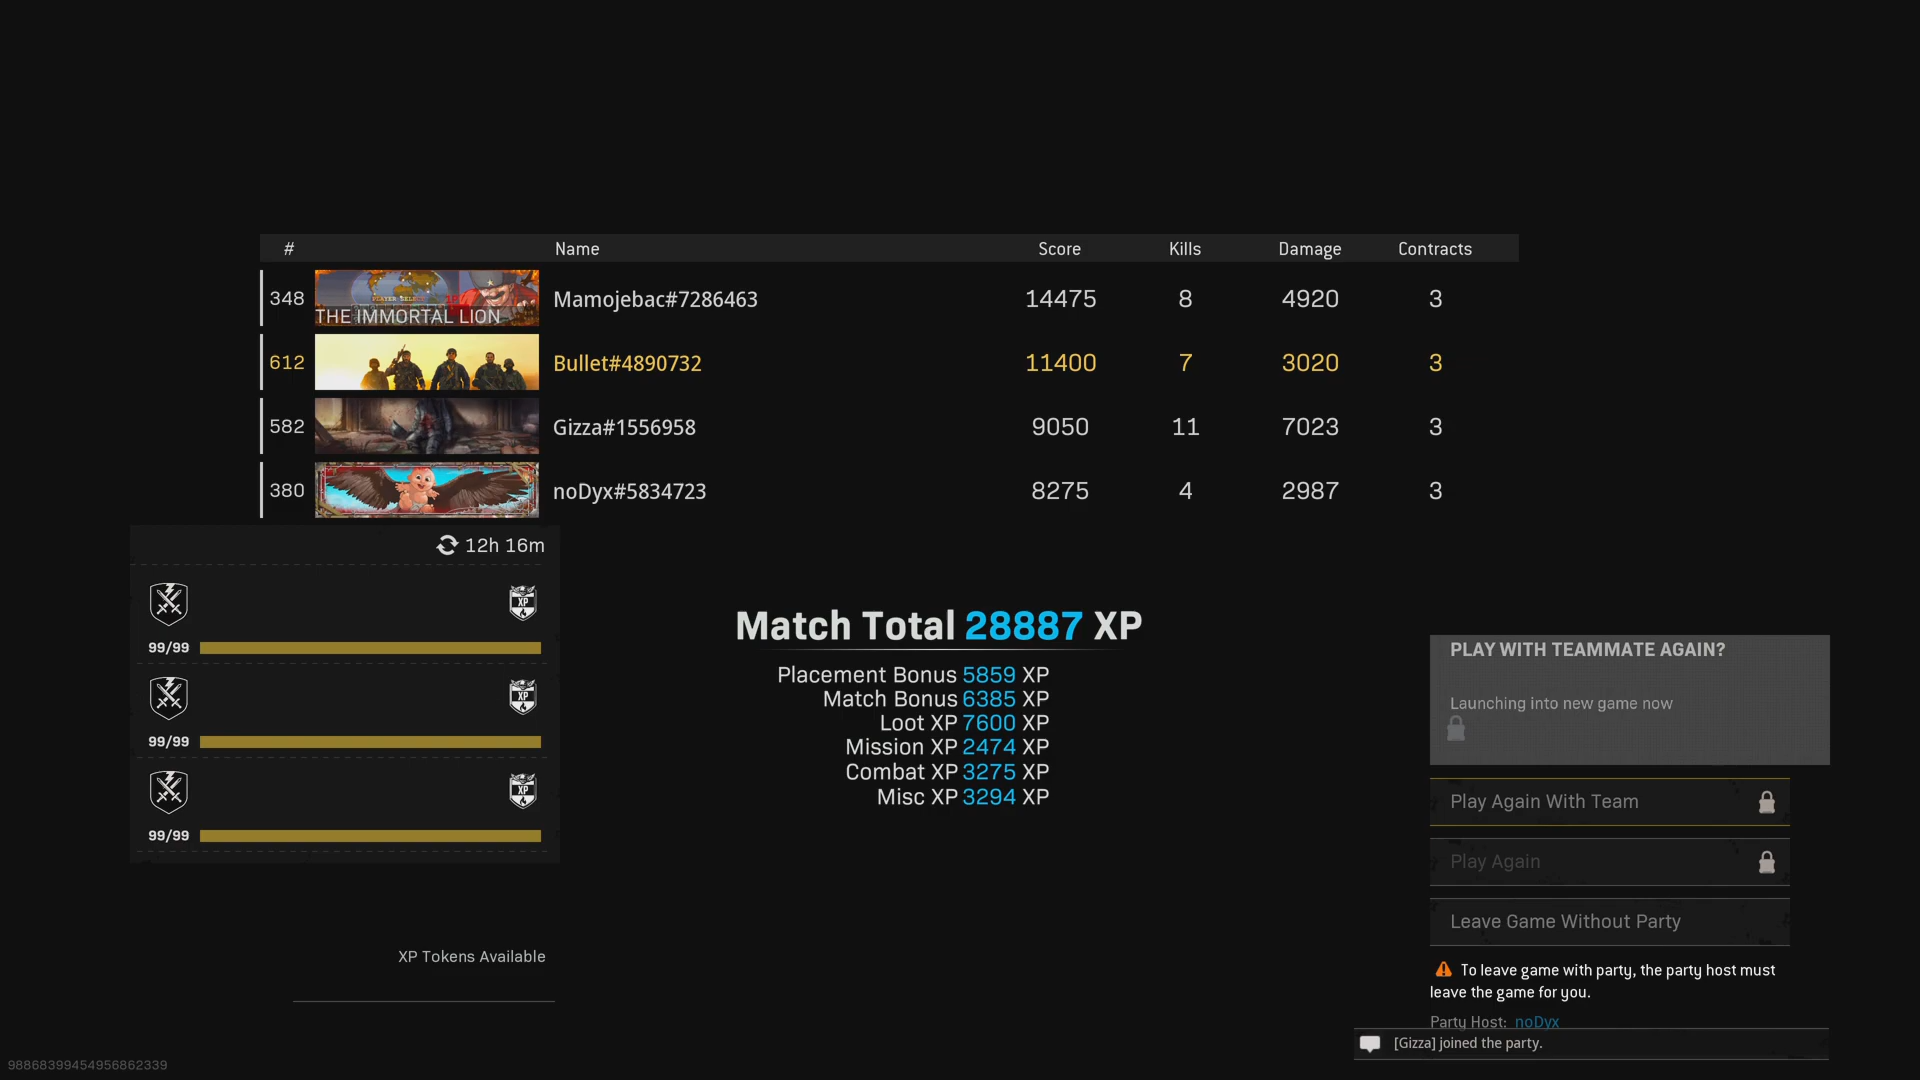 # Name Score Kills Damage Contracts
348 THE IMMORTAL LION Mamojebac#7286463 14475 8 4920 3
612 Bullet#4890732 11400 7 3020 3
582 Gizza#1556958 9050 11 7023 3
380 noDyx#5834723 8275 4 2987 3
12h 16m
XP
99/99
XP
99/99
XP
99/99
XP Tokens Available
Match Total 28887 XP
Placement Bonus 5859 XP
Match Bonus 6385 XP
Loot XP 7600 XP
Mission XP 2474 XP
Combat XP 3275 XP
Misc XP 3294 XP
PLAY WITH TEAMMATE AGAIN?
Launching into new game now
Play Again With Team
Play Again
Leave Game Without Party
To leave game with party, the party host must
leave the game for you.
Party Host: noDyx
[Gizza] joined the party.
98868399454956862339